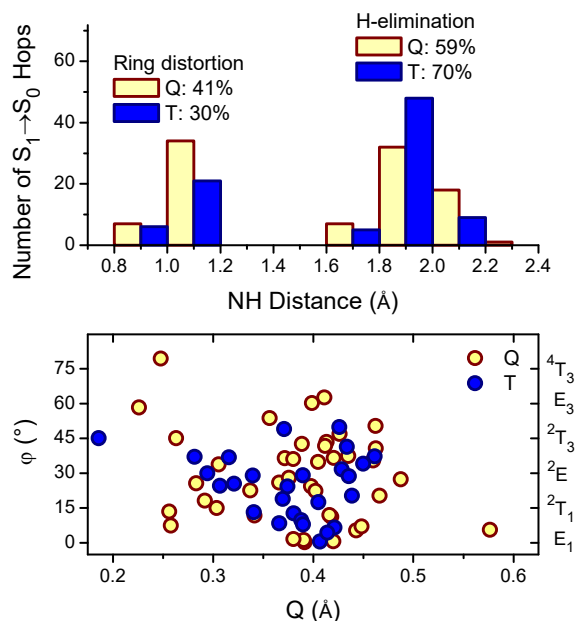 H-elimination
Q: 59%
T: 70%
Ring distortion
Q: 41%
T: 30%
Number of S₁→S₀ Hops
60
40
20
0
0.8 1.0 1.2 1.4 1.6 1.8 2.0 2.2 2.4
NH Distance (Å)
Q
T
φ (°)
75
60
45
30
15
0
⁴T₃
E₃
²T₃
²E
²T₁
E₁
0.2 0.3 0.4 0.5 0.6
Q (Å)